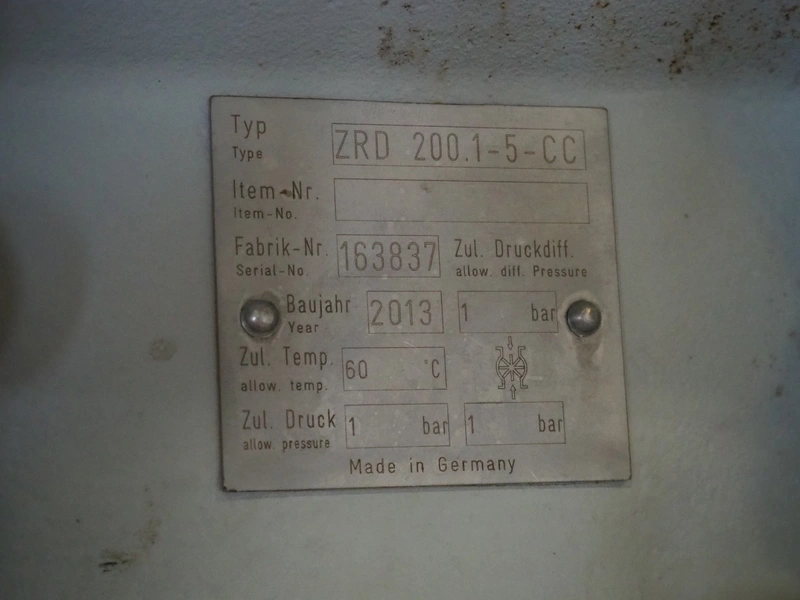 Typ
Type
ZRD 200.1-5-CC
Item-Nr.
Item-No.
Fabrik-Nr.
Serial-No.
163837
Zul. Druckdiff.
allow. diff. Pressure
Baujahr
Year
2013
1 bar
Zul. Temp.
allow. temp.
60 °C
Zul. Druck
allow. pressure
1 bar
1 bar
Made in Germany